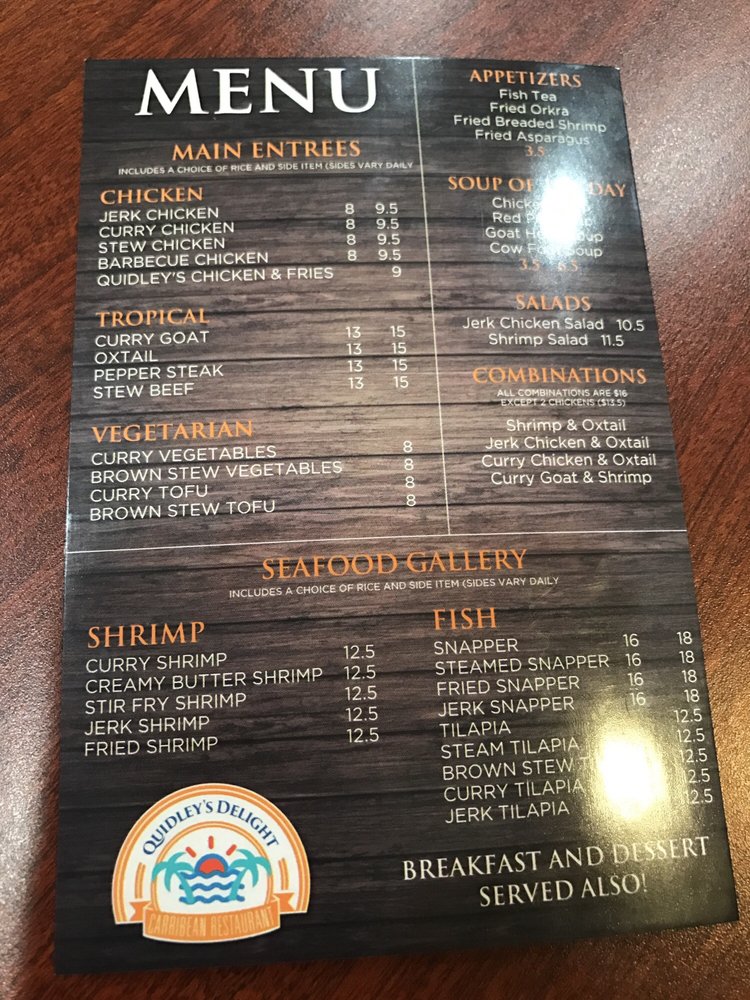 MENU
MAIN ENTREES
INCLUDES A CHOICE OF RICE AND SIDE ITEM (SIDES VARY DAILY
CHICKEN
JERK CHICKEN 8 9.5
CURRY CHICKEN 8 9.5
STEW CHICKEN 8 9.5
BARBECUE CHICKEN 8 9.5
QUIDLEY'S CHICKEN & FRIES 9
TROPICAL
CURRY GOAT 13 15
OXTAIL 13 15
PEPPER STEAK 13 15
STEW BEEF 13 15
VEGETARIAN
CURRY VEGETABLES 8
BROWN STEW VEGETABLES 8
CURRY TOFU 8
BROWN STEW TOFU 8
APPETIZERS
Fish Tea
Fried Orkra
Fried Breaded Shrimp
Fried Asparagus
3.5
SOUP OF DAY
Red
Goat
Cow Soup
3.5
SALADS
Jerk Chicken Salad 10.5
Shrimp Salad 11.5
COMBINATIONS
ALL COMBINATIONS ARE $16
EXCEPT 2 CHICKENS ($13.5)
Shrimp & Oxtail
Jerk Chicken & Oxtail
Curry Chicken & Oxtail
Curry Goat & Shrimp
SEAFOOD GALLERY
INCLUDES A CHOICE OF RICE AND SIDE ITEM (SIDES VARY DAILY
SHRIMP
CURRY SHRIMP 12.5
CREAMY BUTTER SHRIMP 12.5
STIR FRY SHRIMP 12.5
JERK SHRIMP 12.5
FRIED SHRIMP 12.5
FISH
SNAPPER 16 18
STEAMED SNAPPER 16 18
FRIED SNAPPER 16 18
JERK SNAPPER 16 18
TILAPIA 12.5
STEAM TILAPIA 12.5
BROWN STEW 12.5
CURRY TILAPIA 12.5
JERK TILAPIA 12.5
QUIDLEY'S DELIGHT
CARRIBEAN RESTAURANT
BREAKFAST AND DESSERT
SERVED ALSO!